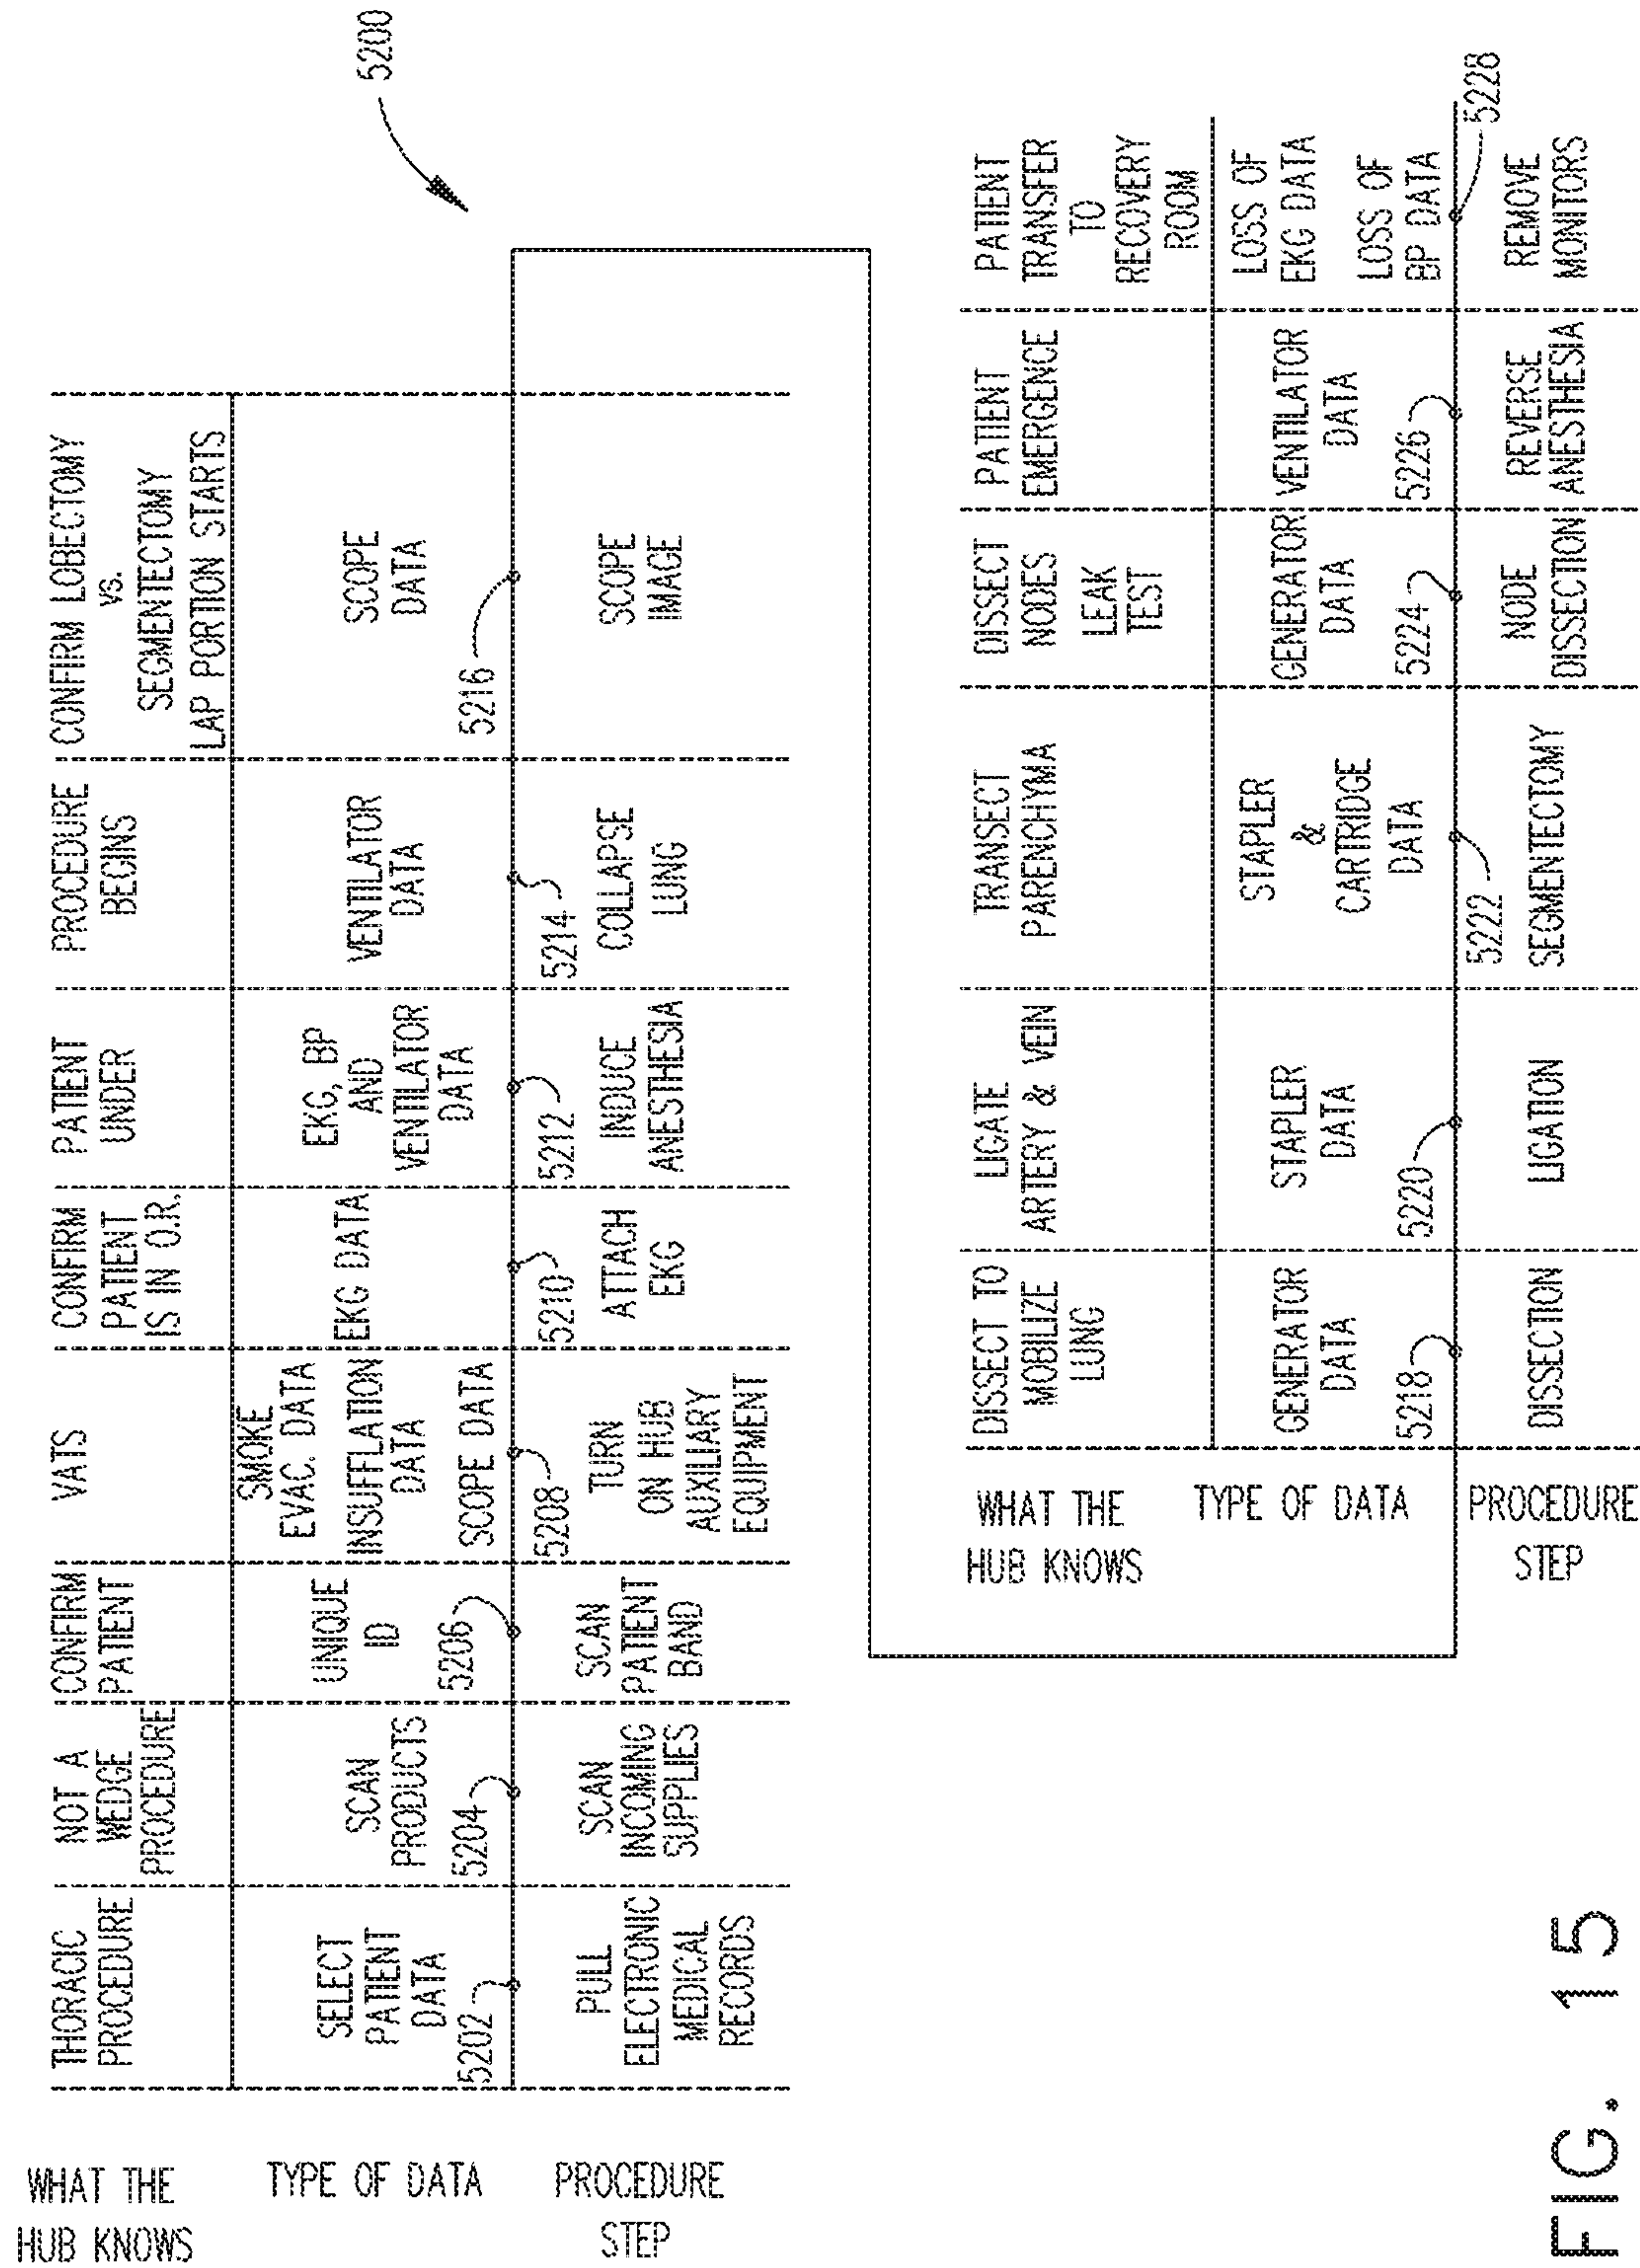 5200
WHAT THE
HUB KNOWS
THORACIC
PROCEDURE
NOT A
WEDGE
PROCEDURE
CONFIRM
PATIENT
VATS
CONFIRM
PATIENT
IS IN O.R.
PATIENT
UNDER
PROCEDURE
BEGINS
CONFIRM LOBECTOMY
VS.
SEGMENTECTOMY
LAP PORTION STARTS
TYPE OF DATA
SELECT
PATIENT
DATA
5202
SCAN
PRODUCTS
5204
UNIQUE
ID
5206
SMOKE
EVAC. DATA
INSUFFLATION
DATA
SCOPE DATA
EKG DATA
EKG, BP
AND
VENTILATOR
DATA
VENTILATOR
DATA
SCOPE
DATA
5216
PROCEDURE
STEP
PULL
ELECTRONIC
MEDICAL
RECORDS
SCAN
INCOMING
SUPPLIES
SCAN
PATIENT
BAND
5208
TURN
ON HUB
AUXILIARY
EQUIPMENT
5210
ATTACH
EKG
5212
INDUCE
ANESTHESIA
5214
COLLAPSE
LUNG
SCOPE
IMAGE
WHAT THE
HUB KNOWS
DISSECT TO
MOBILIZE
LUNG
LIGATE
ARTERY & VEIN
TRANSECT
PARENCHYMA
DISSECT
NODES
LEAK
TEST
PATIENT
EMERGENCE
PATIENT
TRANSFER
TO
RECOVERY
ROOM
TYPE OF DATA
GENERATOR
DATA
5218
STAPLER
DATA
5220
STAPLER
&
CARTRIDGE
DATA
GENERATOR
DATA
5224
VENTILATOR
DATA
5226
LOSS OF
EKG DATA
LOSS OF
BP DATA
PROCEDURE
STEP
DISSECTION
LIGATION
5222
SEGMENTECTOMY
NODE
DISSECTION
REVERSE
ANESTHESIA
5228
REMOVE
MONITORS
FIG. 15